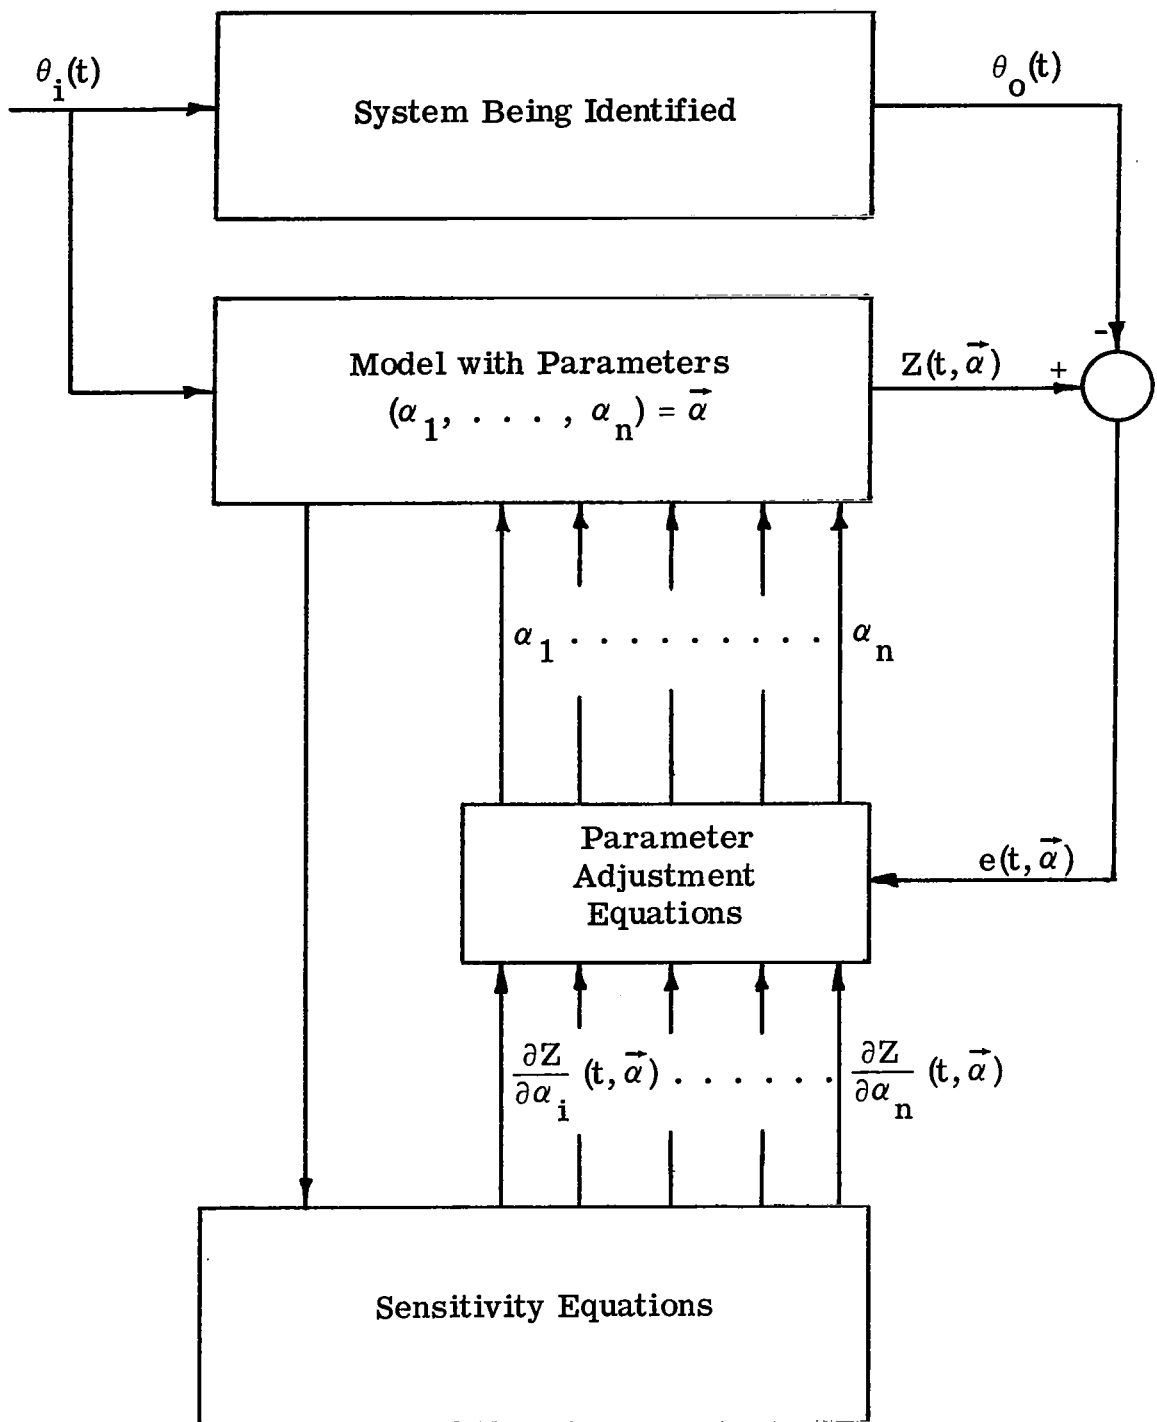 θi(t)
θo(t)
System Being Identified
Model with Parameters
(α1, . . . , αn) = α⃗
Z(t, α⃗)
-
+
α1 . . . . . . . . . αn
Parameter
Adjustment
Equations
e(t, α⃗)
∂Z/∂αi (t, α⃗) . . . . . . ∂Z/∂αn (t, α⃗)
Sensitivity Equations